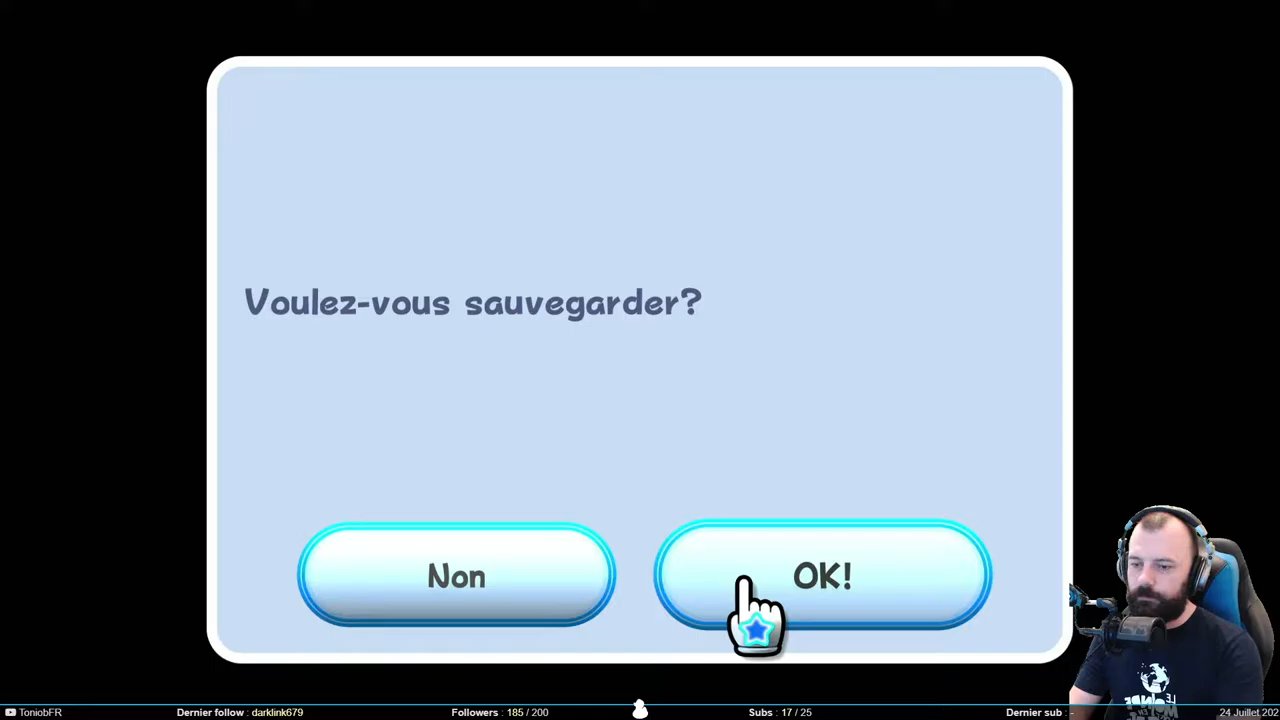 Voulez-vous sauvegarder?
Non
OK!
ToniobFR
Dernier follow : darklink679
Followers : 185 / 200
Subs : 17 / 25
Dernier sub : -
24 Juillet 202